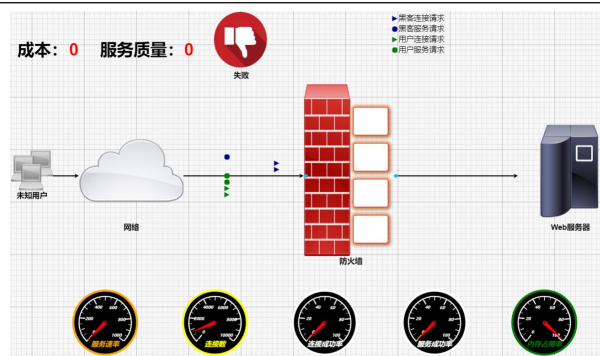 成本：0 服务质量：0
失败
黑客连接请求
黑客服务请求
用户连接请求
用户服务请求
未知用户
网络
防火墙
Web服务器
服务速率
连接数
连接成功率
服务成功率
内存占用率